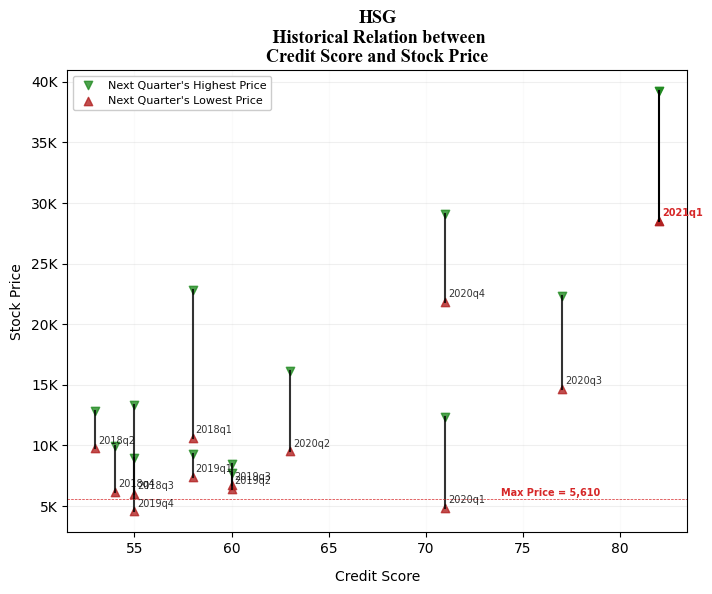 HSG
Historical Relation between
Credit Score and Stock Price
Next Quarter's Highest Price
Next Quarter's Lowest Price
40K
35K
30K
25K
20K
15K
10K
5K
Stock Price
2021q1
2020q4
2020q3
2018q1
2020q2
2018q2
2019q1
2019q3
2019q2
2018q4
2018q3
2019q4
2020q1
Max Price = 5,610
55
60
65
70
75
80
Credit Score